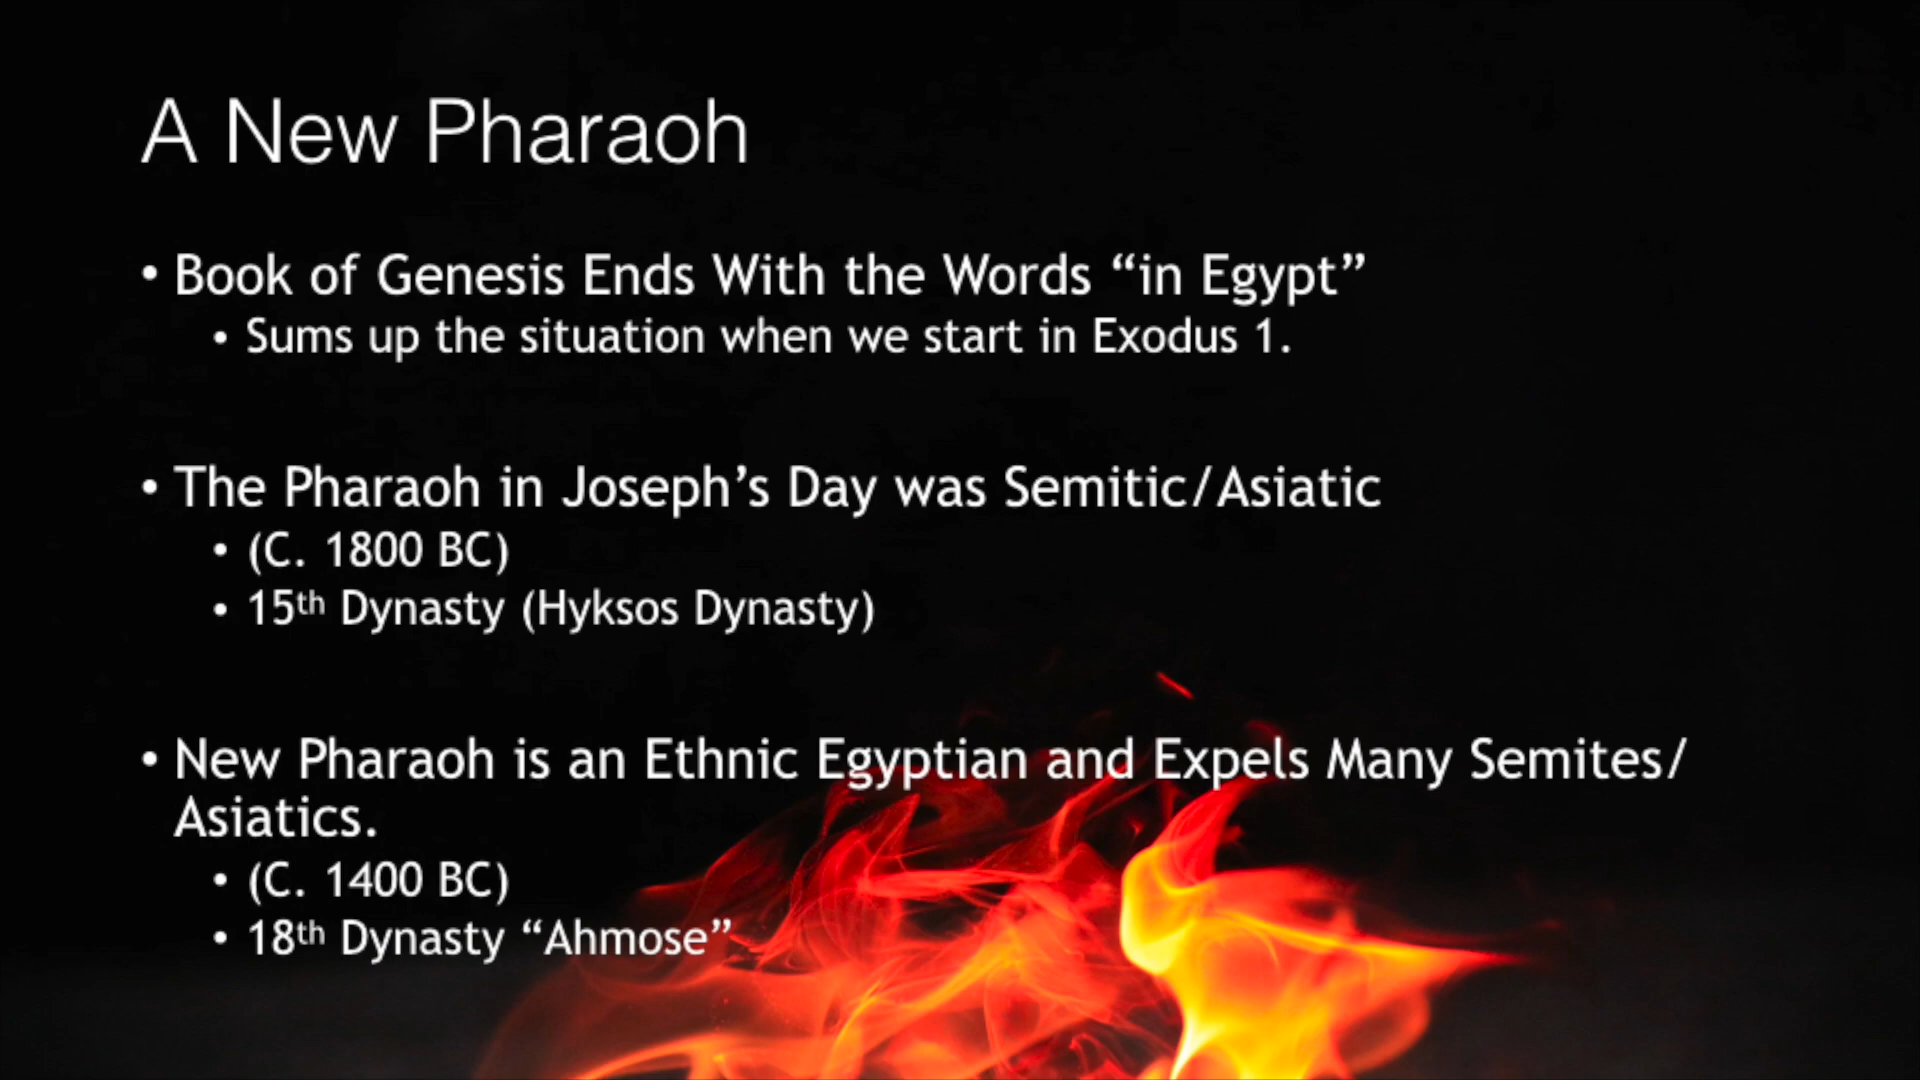 A New Pharaoh
• Book of Genesis Ends With the Words “in Egypt”
• Sums up the situation when we start in Exodus 1.
• The Pharaoh in Joseph’s Day was Semitic/Asiatic
• (C. 1800 BC)
• 15th Dynasty (Hyksos Dynasty)
• New Pharaoh is an Ethnic Egyptian and Expels Many Semites/
Asiatics.
• (C. 1400 BC)
• 18th Dynasty “Ahmose”